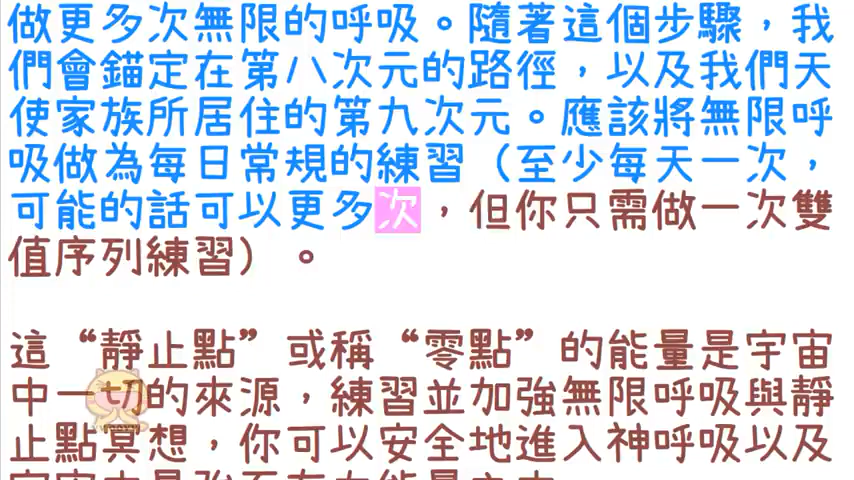 做更多次無限的呼吸。隨著這個步驟，我
們會錨定在第八次元的路徑，以及我們天
使家族所居住的第九次元。應該將無限呼
吸做為每日常規的練習（至少每天一次，
可能的話可以更多次，但你只需做一次雙
值序列練習）。
這“靜止點”或稱“零點”的能量是宇宙
中一切的來源，練習並加強無限呼吸與靜
止點冥想，你可以安全地進入神呼吸以及